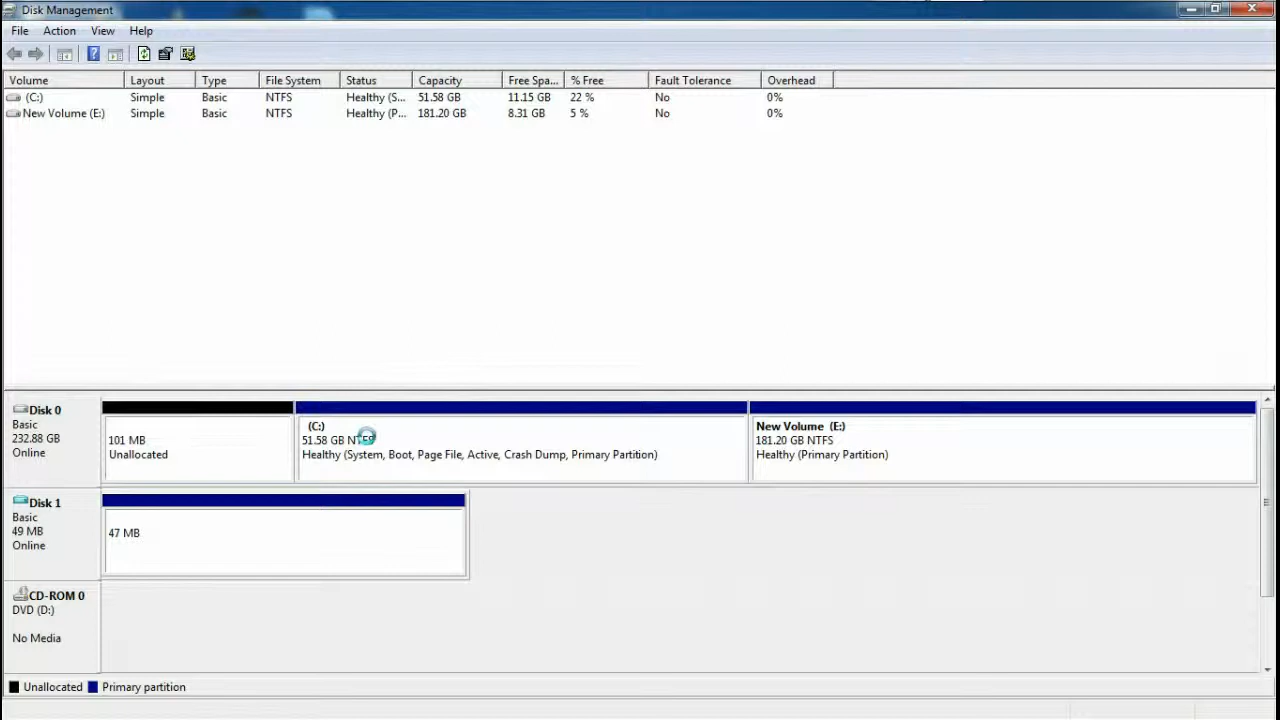 Disk Management
File Action View Help
Volume Layout Type File System Status Capacity Free Spa... % Free Fault Tolerance Overhead
(C:) Simple Basic NTFS Healthy (S... 51.58 GB 11.15 GB 22 % No 0%
New Volume (E:) Simple Basic NTFS Healthy (P... 181.20 GB 8.31 GB 5 % No 0%
Disk 0
Basic
232.88 GB
Online
101 MB
Unallocated
(C:)
51.58 GB NTFS
Healthy (System, Boot, Page File, Active, Crash Dump, Primary Partition)
New Volume (E:)
181.20 GB NTFS
Healthy (Primary Partition)
Disk 1
Basic
49 MB
Online
47 MB
CD-ROM 0
DVD (D:)
No Media
Unallocated Primary partition